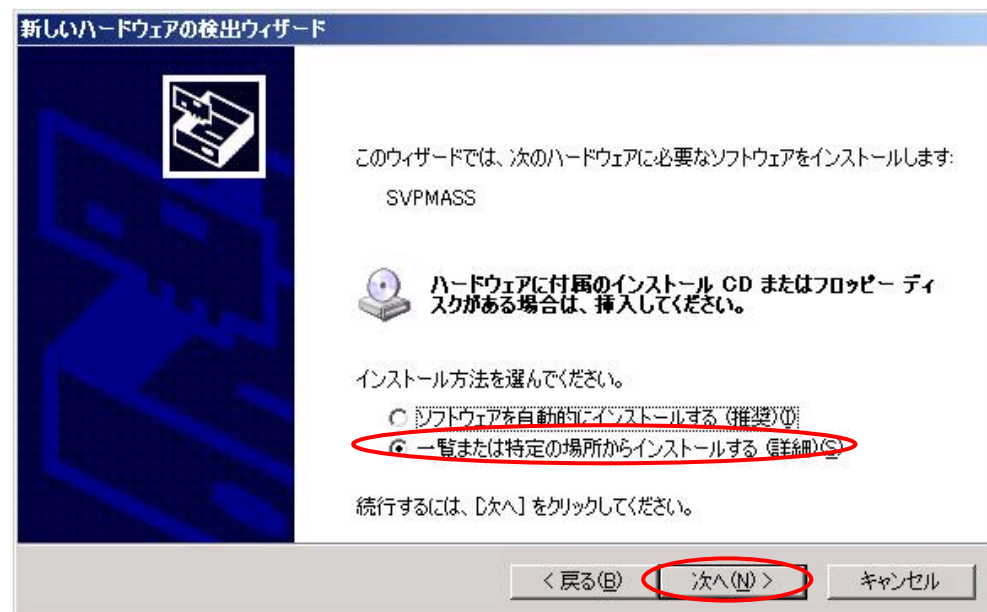 新しいハードウェアの検出ウィザード
このウィザードでは、次のハードウェアに必要なソフトウェアをインストールします:
SVPMASS
ハードウェアに付属のインストール CD またはフロッピー ディ
スクがある場合は、挿入してください。
インストール方法を選んでください。
ソフトウェアを自動的にインストールする (推奨)(I)
一覧または特定の場所からインストールする (詳細)(S)
続行するには、[次へ] をクリックしてください。
< 戻る(B)
次へ(N) >
キャンセル